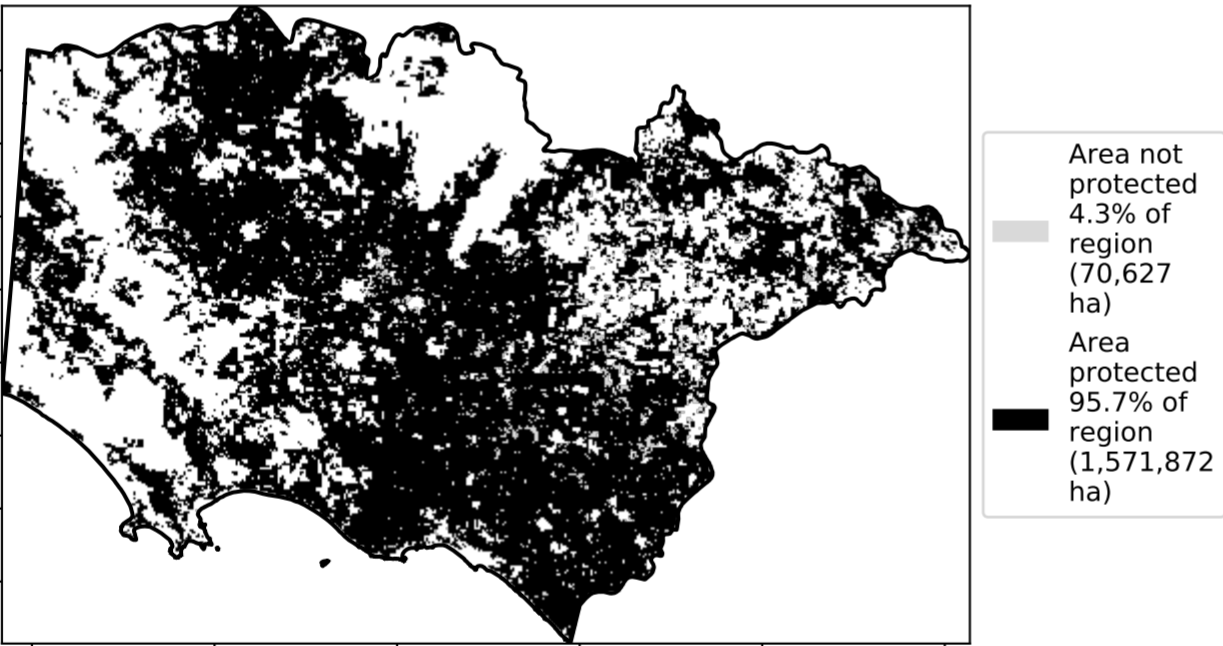 Area not
protected
4.3% of
region
(70,627
ha)
Area
protected
95.7% of
region
(1,571,872
ha)